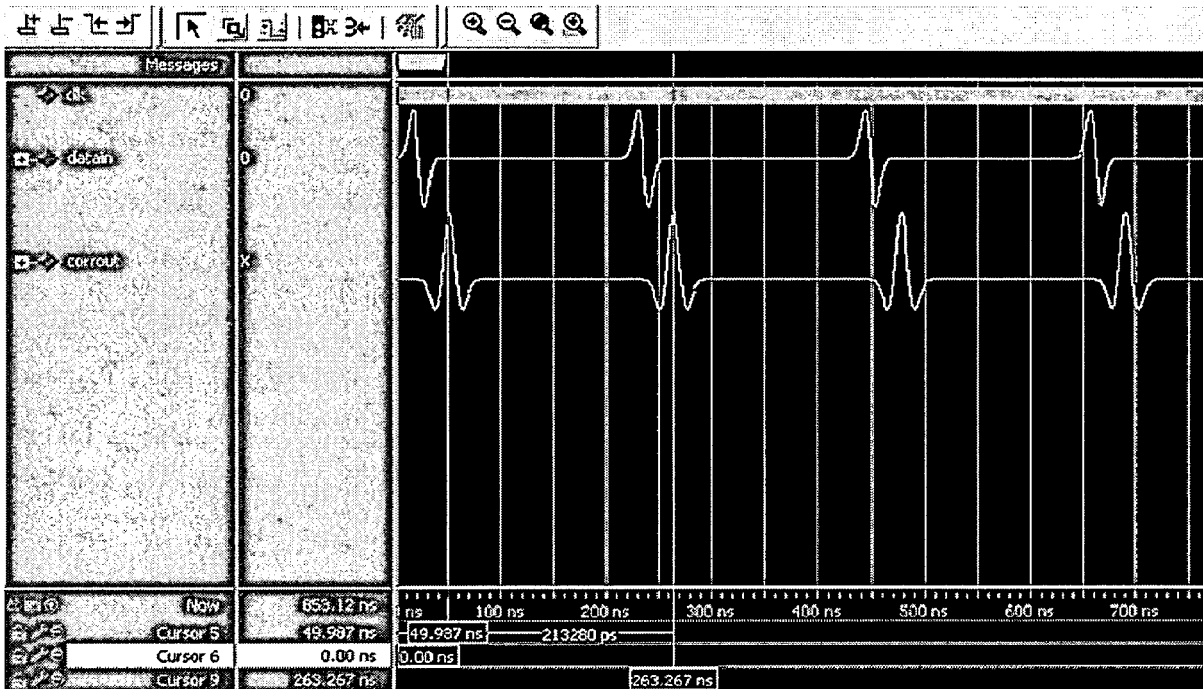 Messages
clk 0
datain 0
corrout X
Now 853.12 ns ns 100 ns 200 ns 300 ns 400 ns 500 ns 600 ns 700 ns
Cursor 5 49.987 ns 49.987 ns 213280 ps
Cursor 6 0.00 ns 0.00 ns
Cursor 9 263.267 ns 263.267 ns